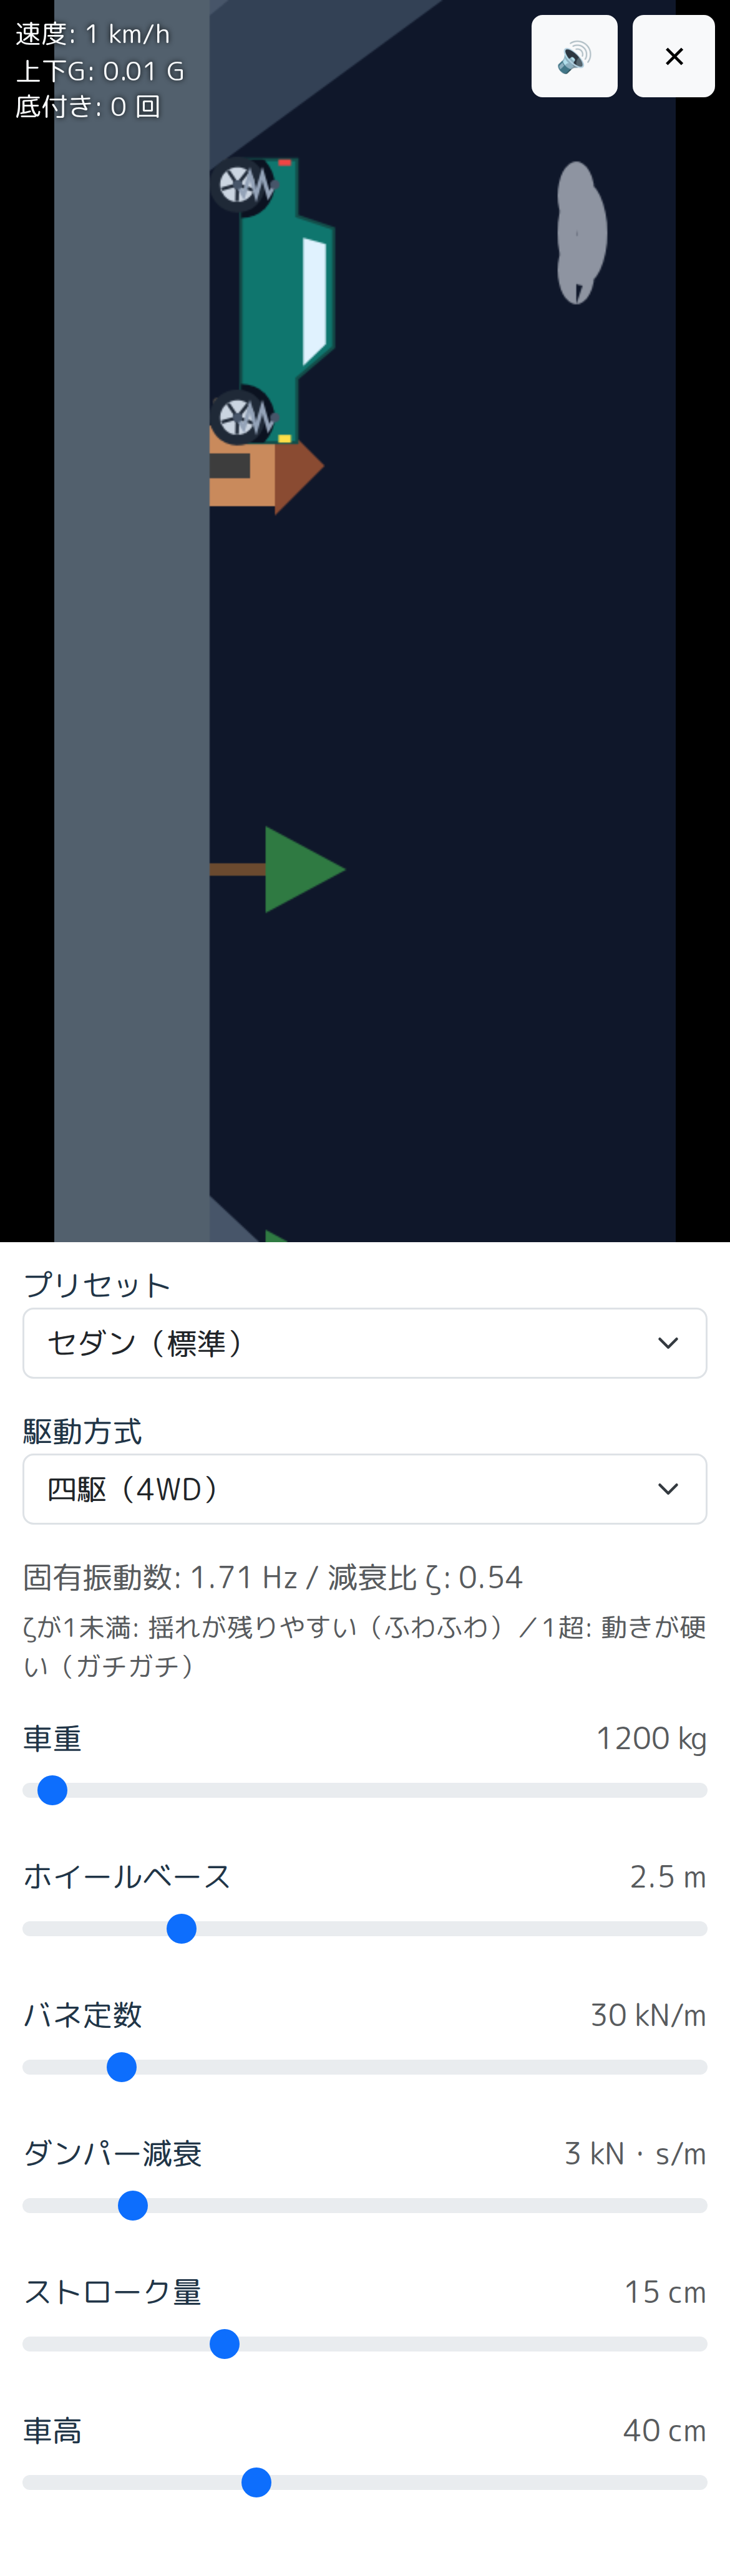 速度: 1 km/h
上下G: 0.01 G
底付き: 0 回
プリセット
セダン（標準）
駆動方式
四駆（4WD）
固有振動数: 1.71 Hz / 減衰比 ζ: 0.54
ζが1未満: 揺れが残りやすい（ふわふわ）／1超: 動きが硬
い（ガチガチ）
車重 1200 kg
ホイールベース 2.5 m
バネ定数 30 kN/m
ダンパー減衰 3 kN・s/m
ストローク量 15 cm
車高 40 cm